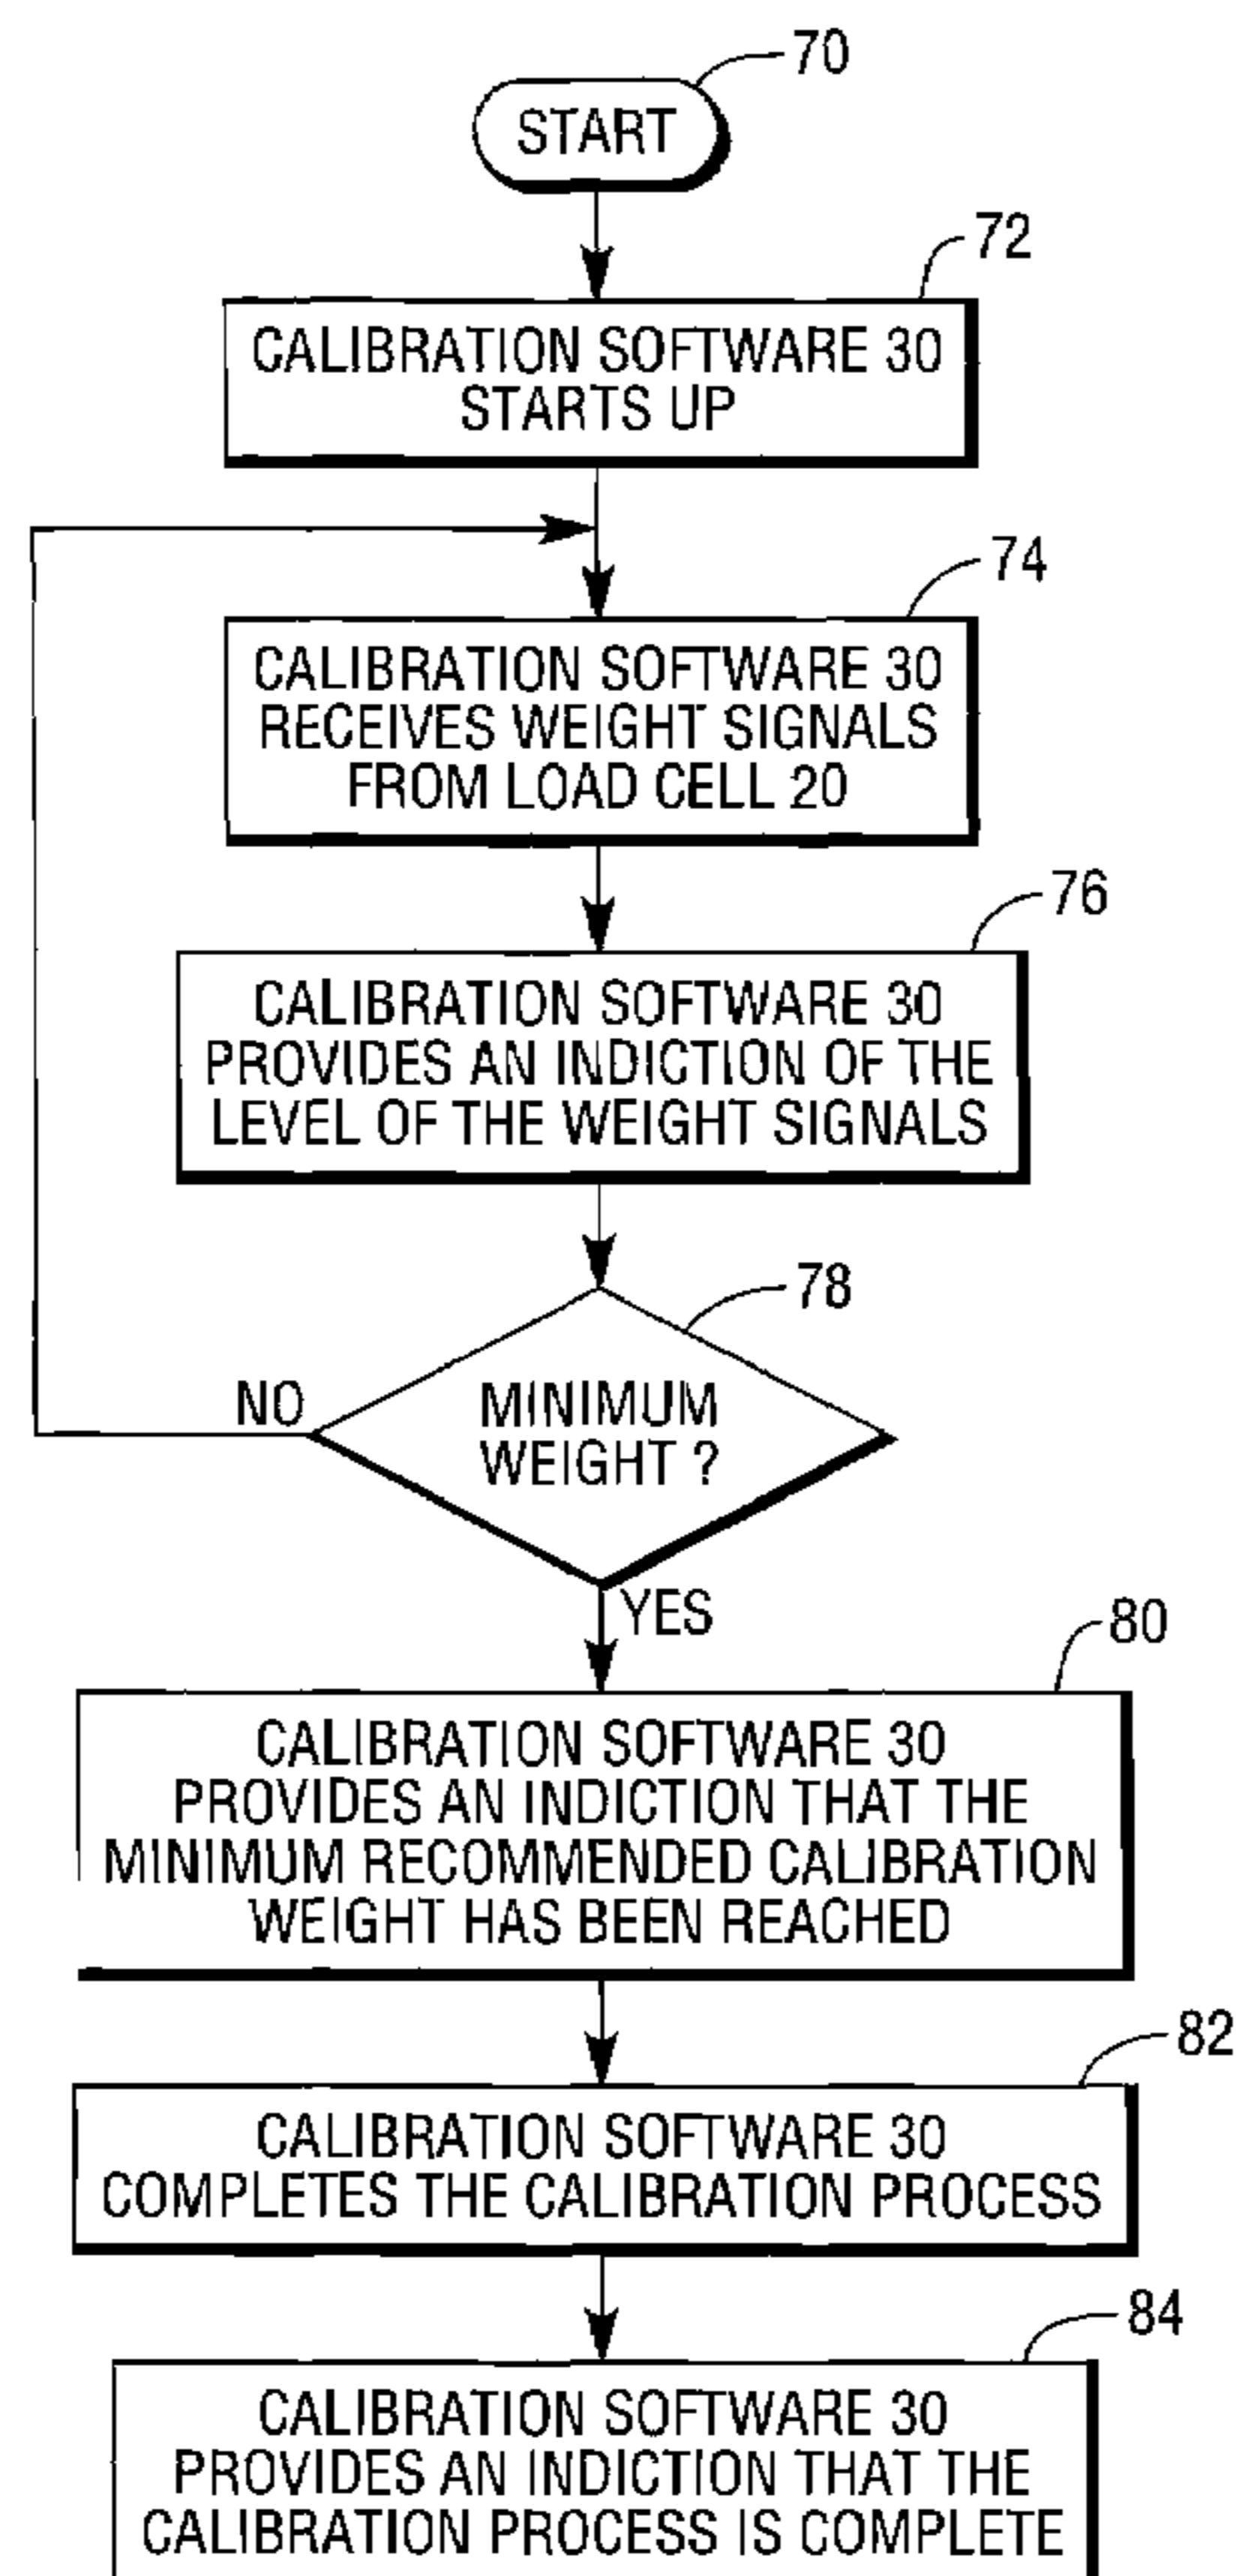 70
START
72
CALIBRATION SOFTWARE 30
STARTS UP
74
CALIBRATION SOFTWARE 30
RECEIVES WEIGHT SIGNALS
FROM LOAD CELL 20
76
CALIBRATION SOFTWARE 30
PROVIDES AN INDICTION OF THE
LEVEL OF THE WEIGHT SIGNALS
78
NO
MINIMUM
WEIGHT ?
YES
80
CALIBRATION SOFTWARE 30
PROVIDES AN INDICTION THAT THE
MINIMUM RECOMMENDED CALIBRATION
WEIGHT HAS BEEN REACHED
82
CALIBRATION SOFTWARE 30
COMPLETES THE CALIBRATION PROCESS
84
CALIBRATION SOFTWARE 30
PROVIDES AN INDICTION THAT THE
CALIBRATION PROCESS IS COMPLETE